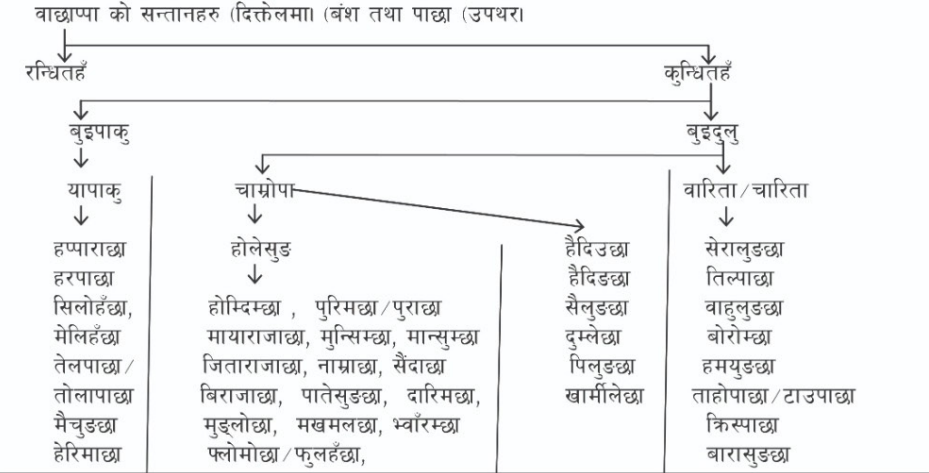 वाछाप्पा को सन्तानहरु (दिक्तेलमा। (बंश तथा पाछा (उपथर।
रन्धितहँ
कुन्धितहँ
बुइपाकु
बुइदुलु
यापाकु
चाम्रोपा
वारिता/चारिता
हप्पाराछा
हरपाछा
सिलोहँछा,
मेलिहँछा
तेलपाछा/
तोलापाछा
मैचुङछा
हेरिमाछा
होलेसुङ
होम्दिम्छा , पुरिमछा/पुराछा
मायाराजाछा, मुन्सिम्छा, मान्सुम्छा
जिताराजाछा, नाम्राछा, सैंदाछा
बिराजाछा, पातेसुङछा, दारिमछा,
मुङ्लोछा, मखमलछा, भ्वाँरम्छा
फ्लोमोछा/फुलहँछा,
हैदिउछा
हैदिङछा
सैलुङछा
दुम्लेछा
पिलुङछा
खार्मीलेछा
सेरालुङछा
तिल्पाछा
वाहुलुङछा
बोरोम्छा
हमयुङछा
ताहोपाछा/टाउपाछा
क्रिस्पाछा
बारासुङछा